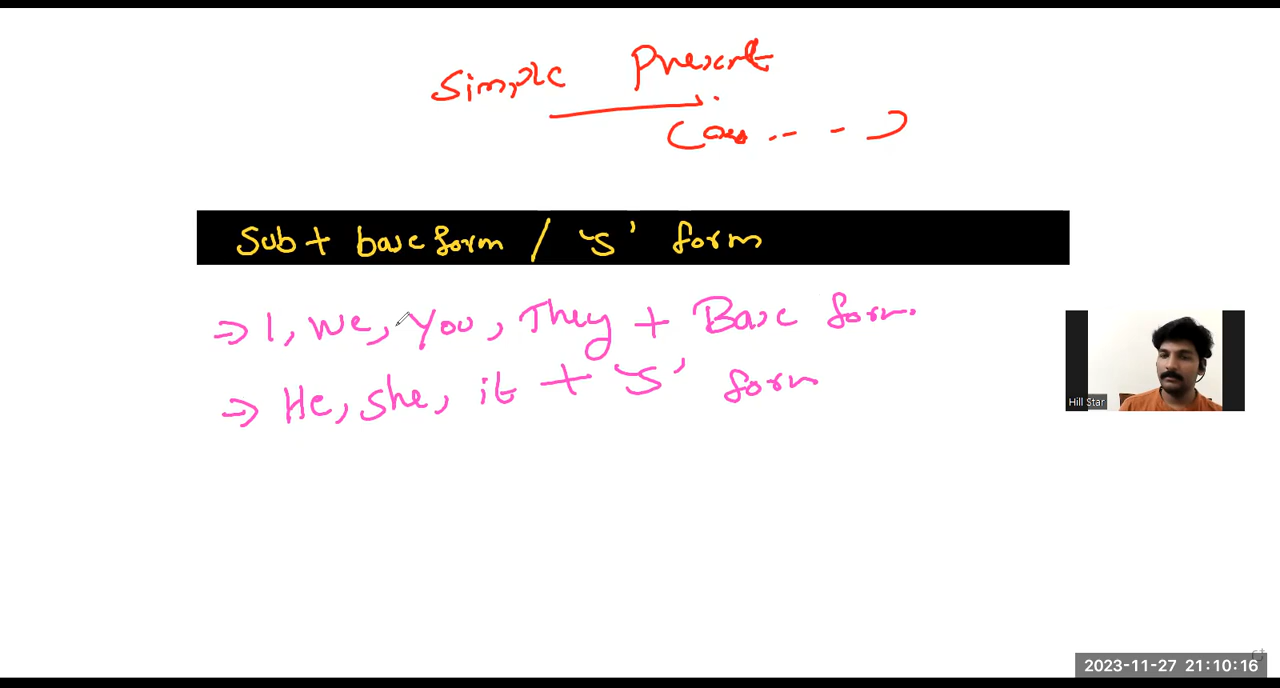 Simple Present
Sub + base form / 's' form
⇒ I, We, You, They + Base form.
⇒ He, she, it + 's' form
Hill Star
2023-11-27 21:10:16